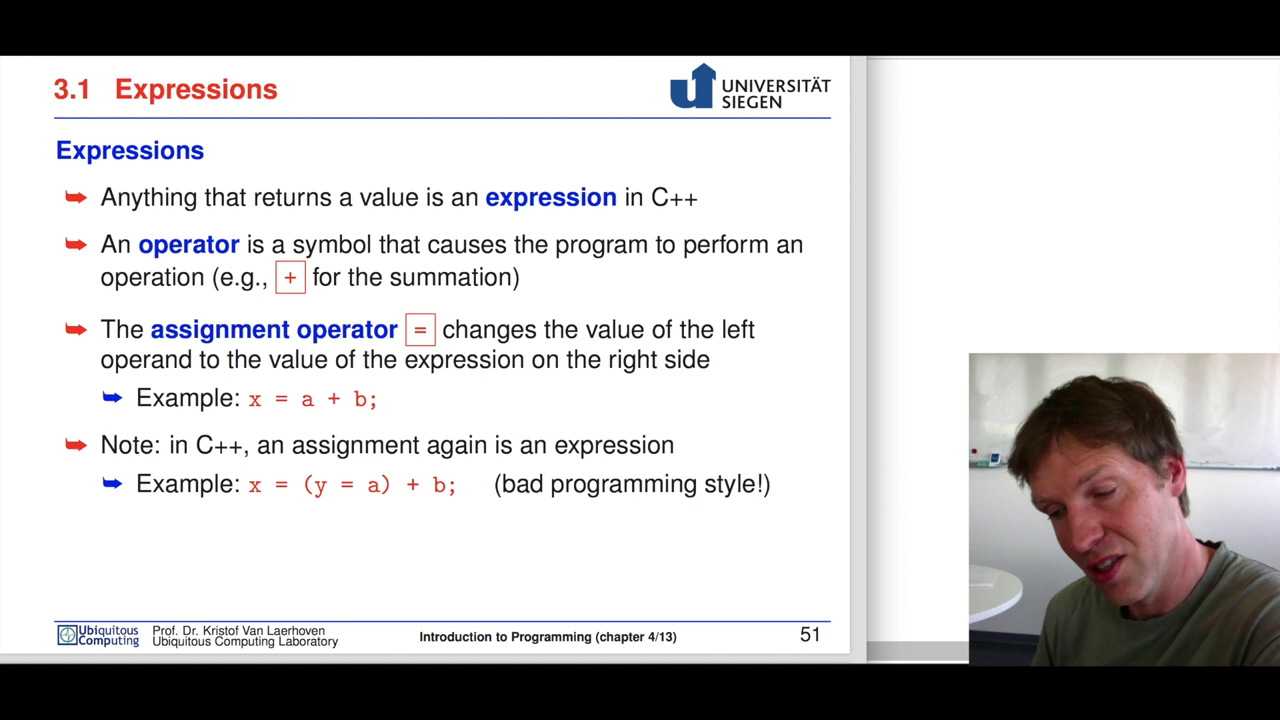 3.1 Expressions
UNIVERSITÄT
SIEGEN
Expressions
Anything that returns a value is an expression in C++
An operator is a symbol that causes the program to perform an
operation (e.g., + for the summation)
The assignment operator = changes the value of the left
operand to the value of the expression on the right side
Example: x = a + b;
Note: in C++, an assignment again is an expression
Example: x = (y = a) + b; (bad programming style!)
Ubiquitous
Computing
Prof. Dr. Kristof Van Laerhoven
Ubiquitous Computing Laboratory
Introduction to Programming (chapter 4/13)
51